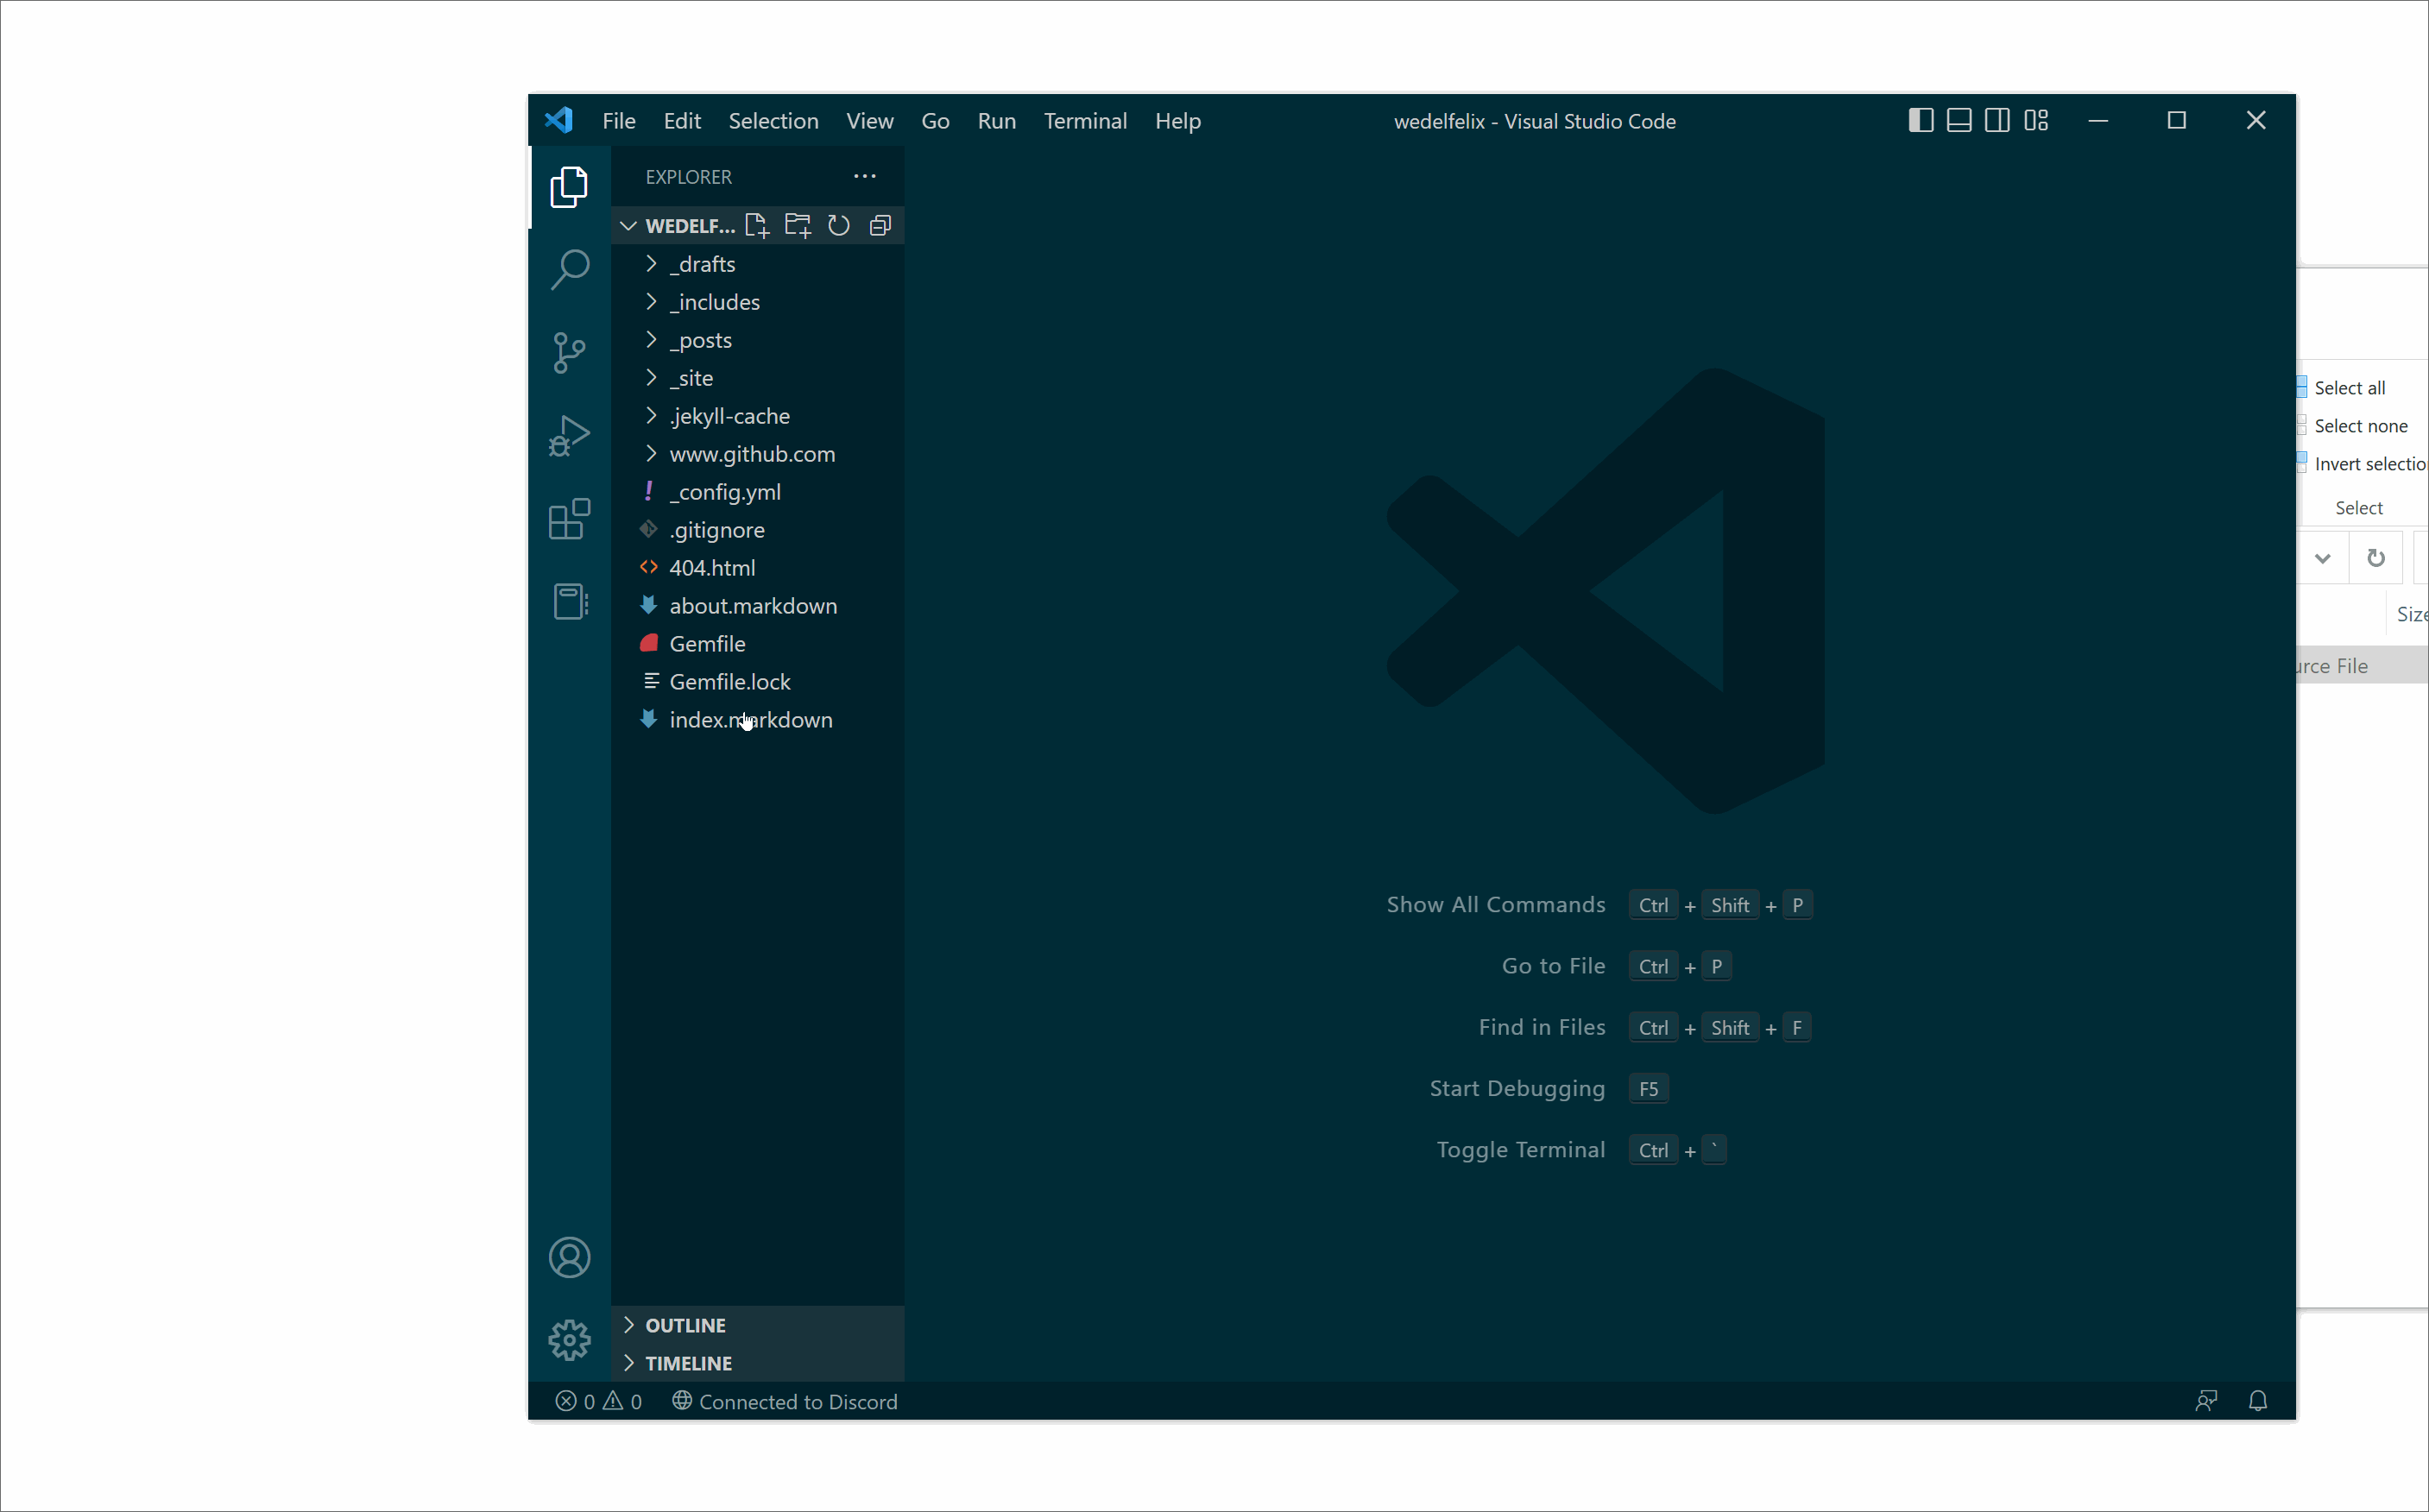 File Edit Selection View Go Run Terminal Help wedelfelix - Visual Studio Code
EXPLORER
WEDELF...
_drafts
_includes
_posts
_site
.jekyll-cache
www.github.com
_config.yml
.gitignore
404.html
about.markdown
Gemfile
Gemfile.lock
index.markdown
OUTLINE
TIMELINE
Show All Commands Ctrl + Shift + P
Go to File Ctrl + P
Find in Files Ctrl + Shift + F
Start Debugging F5
Toggle Terminal Ctrl + `
0 0 Connected to Discord
Select all
Select none
Invert selectio
Select
Size
urce File